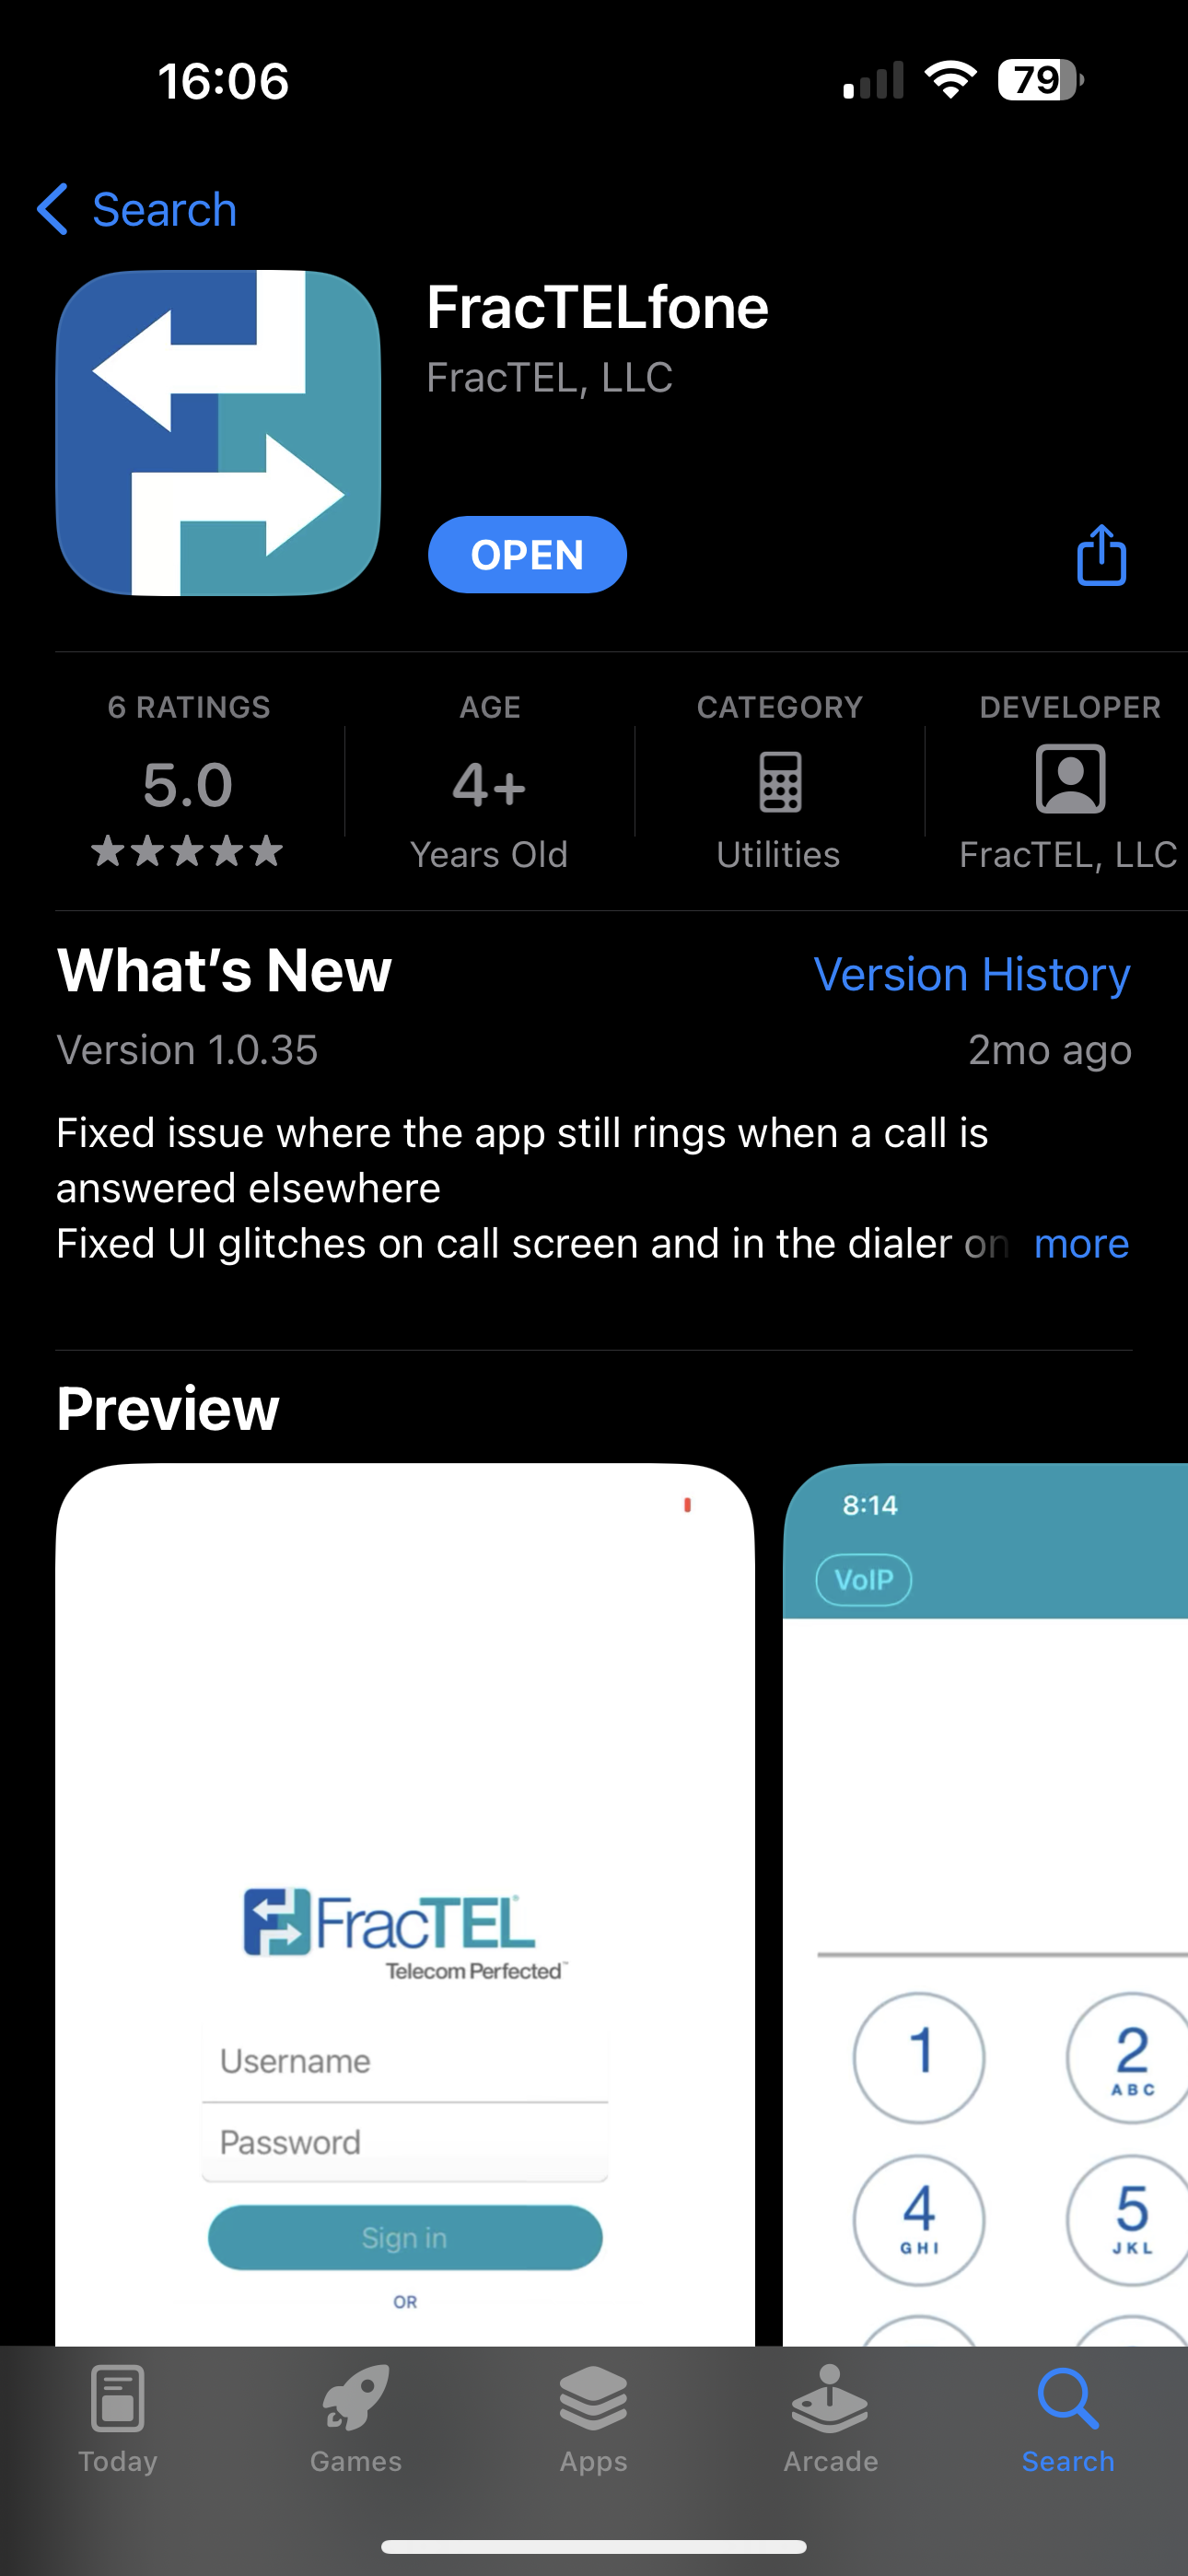 16:06
79
Search
FracTELfone
FracTEL, LLC
OPEN
6 RATINGS
5.0
AGE
4+
Years Old
CATEGORY
Utilities
DEVELOPER
FracTEL, LLC
What's New
Version History
Version 1.0.35
2mo ago
Fixed issue where the app still rings when a call is
answered elsewhere
Fixed UI glitches on call screen and in the dialer on more
Preview
FracTEL®
Telecom Perfected™
Username
Password
Sign in
OR
8:14
VoIP
1
2
ABC
4
GHI
5
JKL
Today
Games
Apps
Arcade
Search